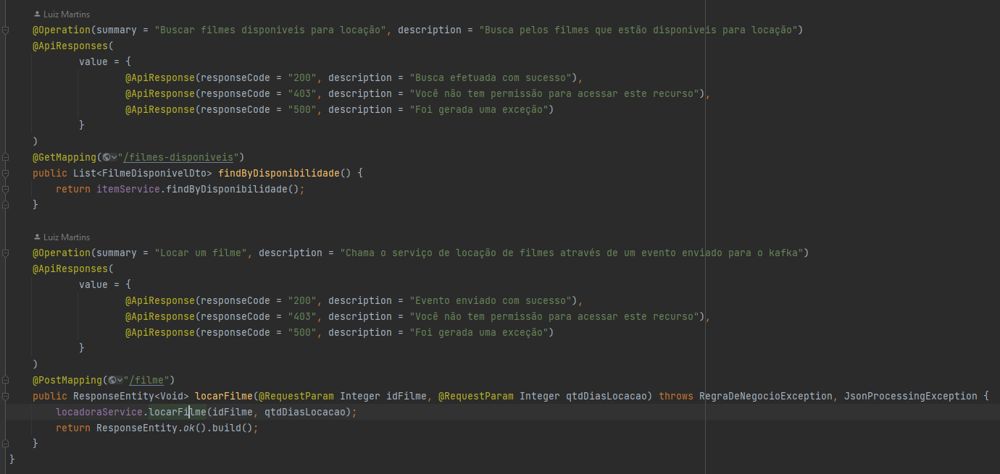 Luiz Martins
@Operation(summary = "Buscar filmes disponiveis para locação", description = "Busca pelos filmes que estão disponiveis para locação")
@ApiResponses(
value = {
@ApiResponse(responseCode = "200", description = "Busca efetuada com sucesso"),
@ApiResponse(responseCode = "403", description = "Você não tem permissão para acessar este recurso"),
@ApiResponse(responseCode = "500", description = "Foi gerada uma exceção")
}
)
@GetMapping("/filmes-disponiveis")
public List<FilmeDisponivelDto> findByDisponibilidade() {
return itemService.findByDisponibilidade();
}
Luiz Martins
@Operation(summary = "Locar um filme", description = "Chama o serviço de locação de filmes através de um evento enviado para o kafka")
@ApiResponses(
value = {
@ApiResponse(responseCode = "200", description = "Evento enviado com sucesso"),
@ApiResponse(responseCode = "403", description = "Você não tem permissão para acessar este recurso"),
@ApiResponse(responseCode = "500", description = "Foi gerada uma exceção")
}
)
@PostMapping("/filme")
public ResponseEntity<Void> locarFilme(@RequestParam Integer idFilme, @RequestParam Integer qtdDiasLocacao) throws RegraDeNegocioException, JsonProcessingException {
locadoraService.locarFilme(idFilme, qtdDiasLocacao);
return ResponseEntity.ok().build();
}
}